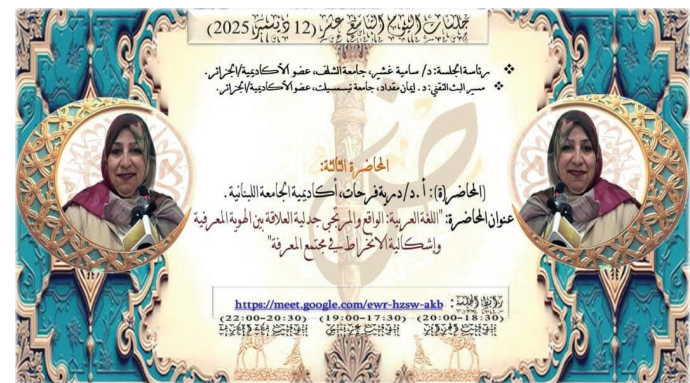 جلسات اليوم التاسع عشر (12 ديسمبر 2025)
رئاسة الجلسة: د/ سامية غشير، جامعة الشلف، عضو الأكاديمية/الجزائر.
مسير البث التقني: د. إيمان مقداد، جامعة تيسمسيلت، عضو الأكاديمية/الجزائر.
المحاضرة الثالثة:
(المحاضر(ة): أ.د/درية فرحات، أكاديمية الجامعة اللبنانية.
عنوان المحاضرة: "اللغة العربية: الواقع والمرتجى جدلية العلاقة بين الهوية المعرفية
وإشكالية الانخراط في مجتمع المعرفة"
رابط الجلسة: https://meet.google.com/ewr-hzsw-akb
(20:00-18:30) (19:00-17:30) (22:00-20:30)